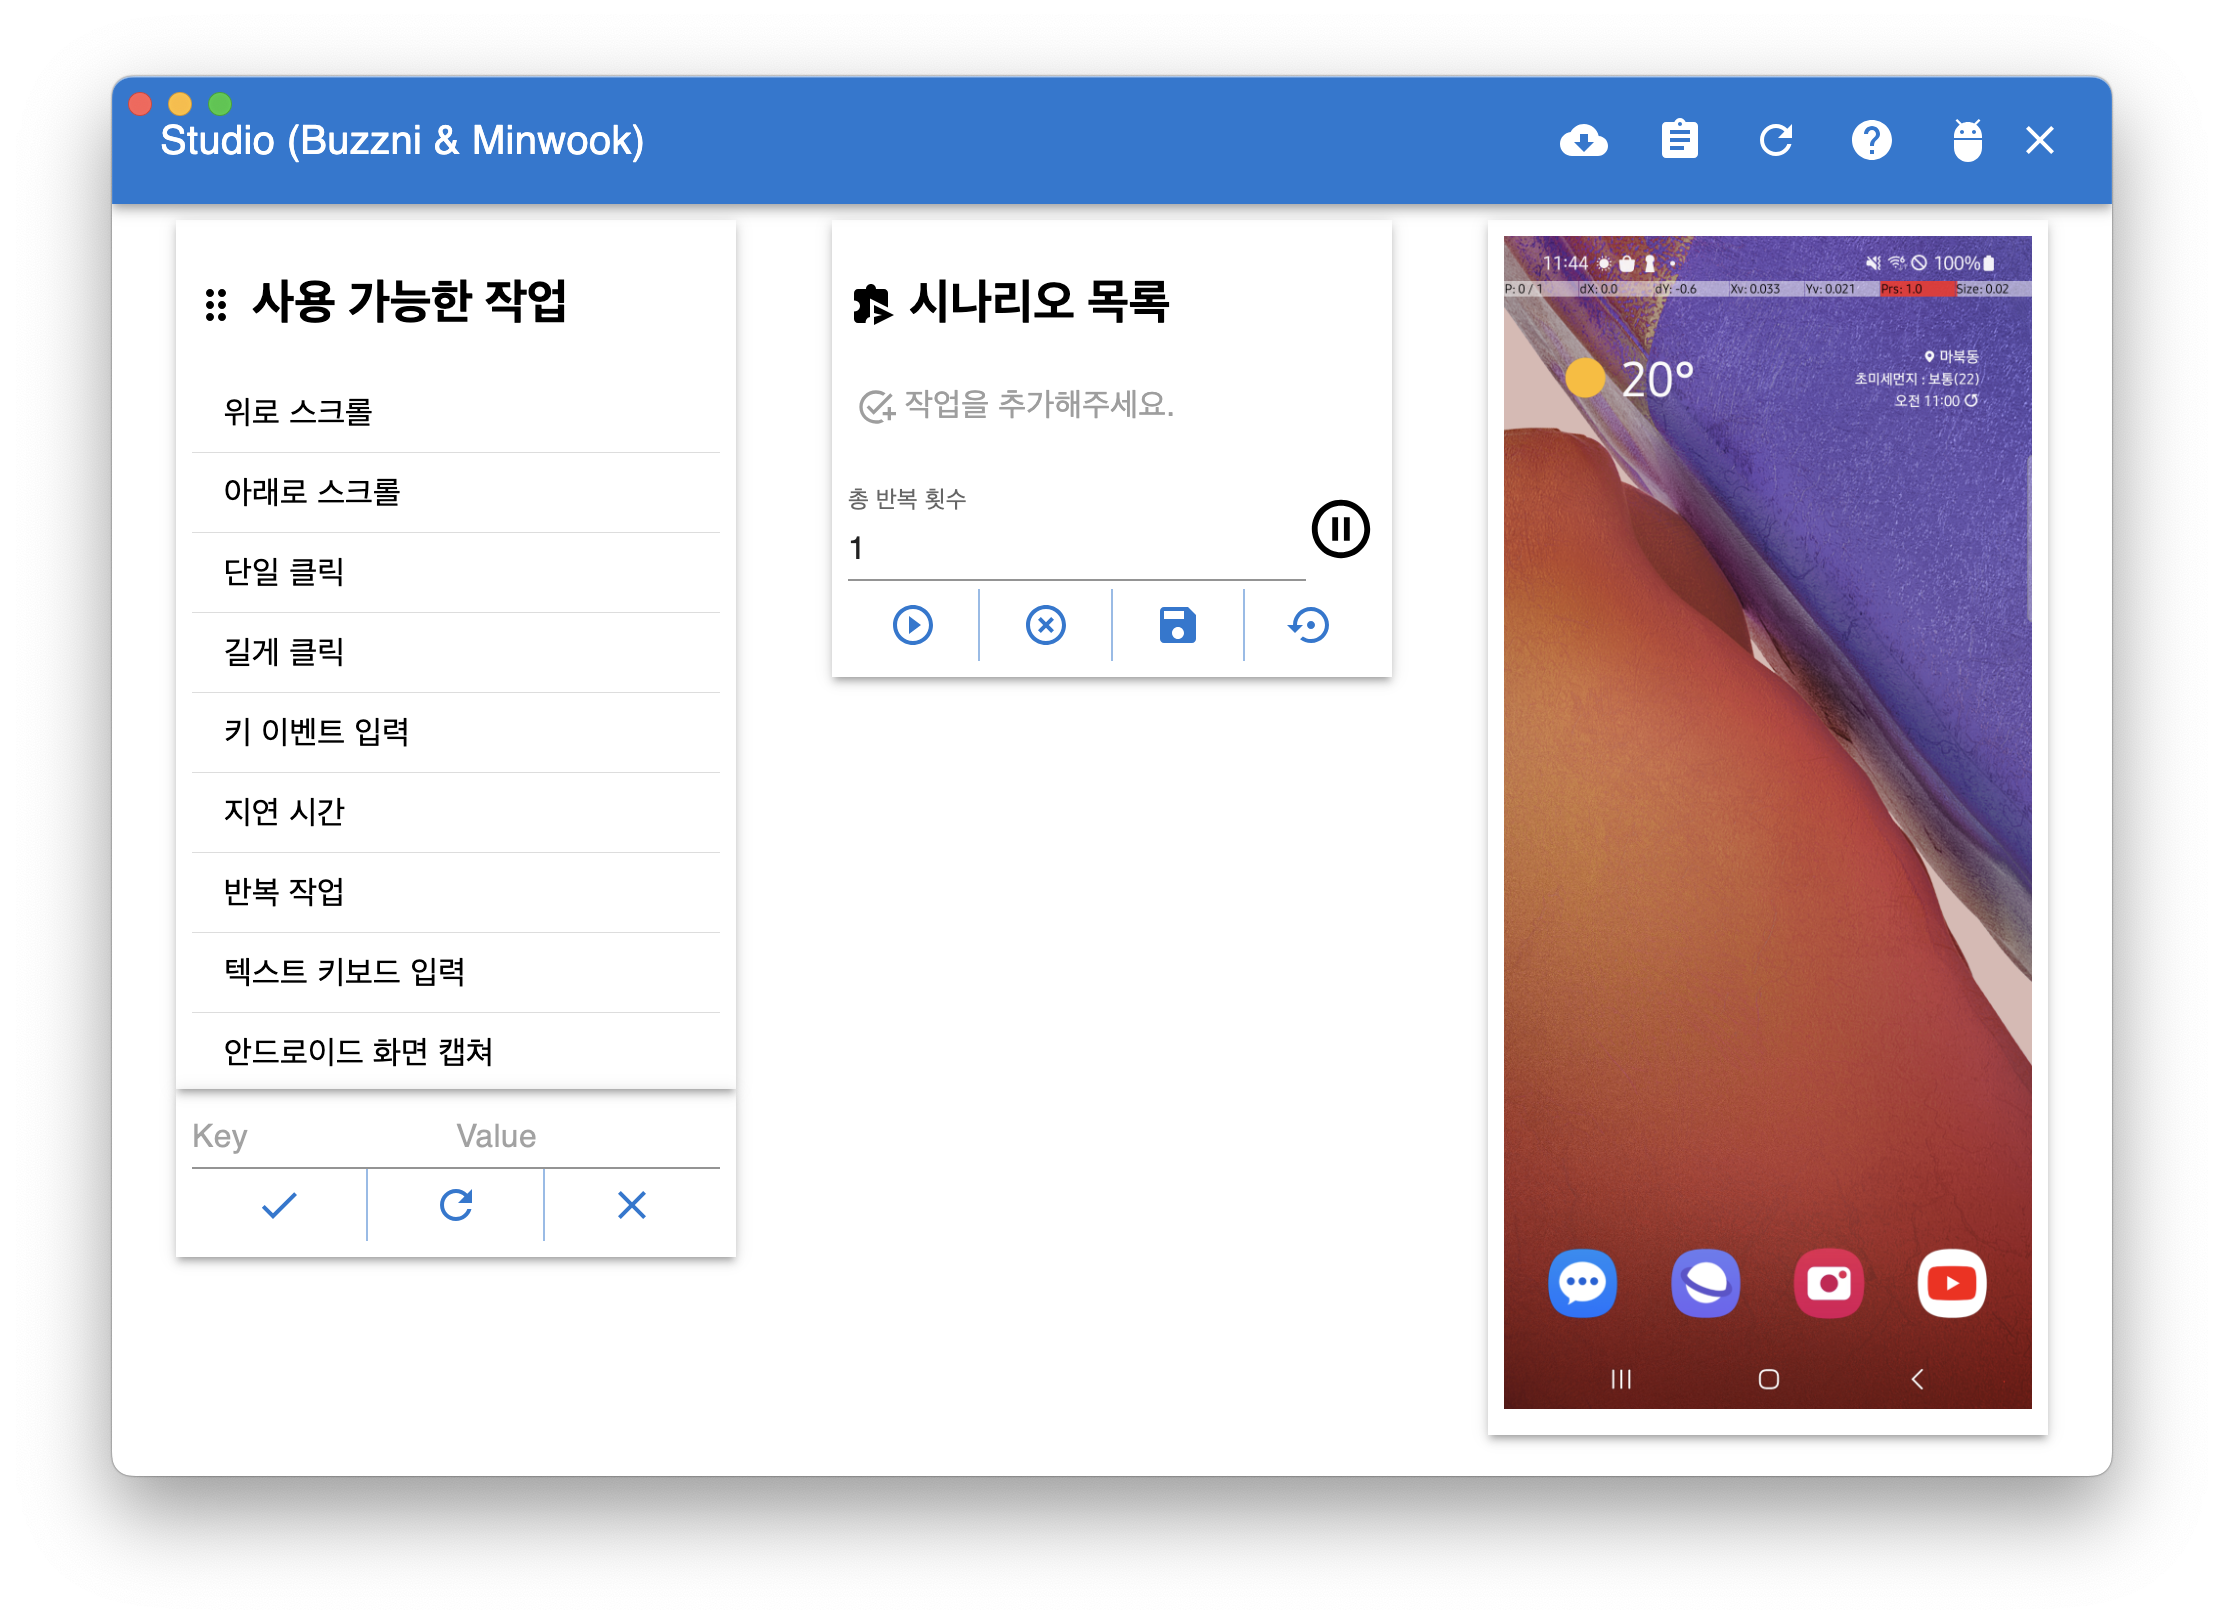 Studio (Buzzni & Minwook)
사용 가능한 작업
위로 스크롤
아래로 스크롤
단일 클릭
길게 클릭
키 이벤트 입력
지연 시간
반복 작업
텍스트 키보드 입력
안드로이드 화면 캡쳐
Key Value
시나리오 목록
작업을 추가해주세요.
총 반복 횟수
1
11:44 100%
P: 0 / 1 dX: 0.0 dY: -0.6 Xv: 0.033 Yv: 0.021 Prs: 1.0 Size: 0.02
20°
마북동
초미세먼지 : 보통(22)
오전 11:00